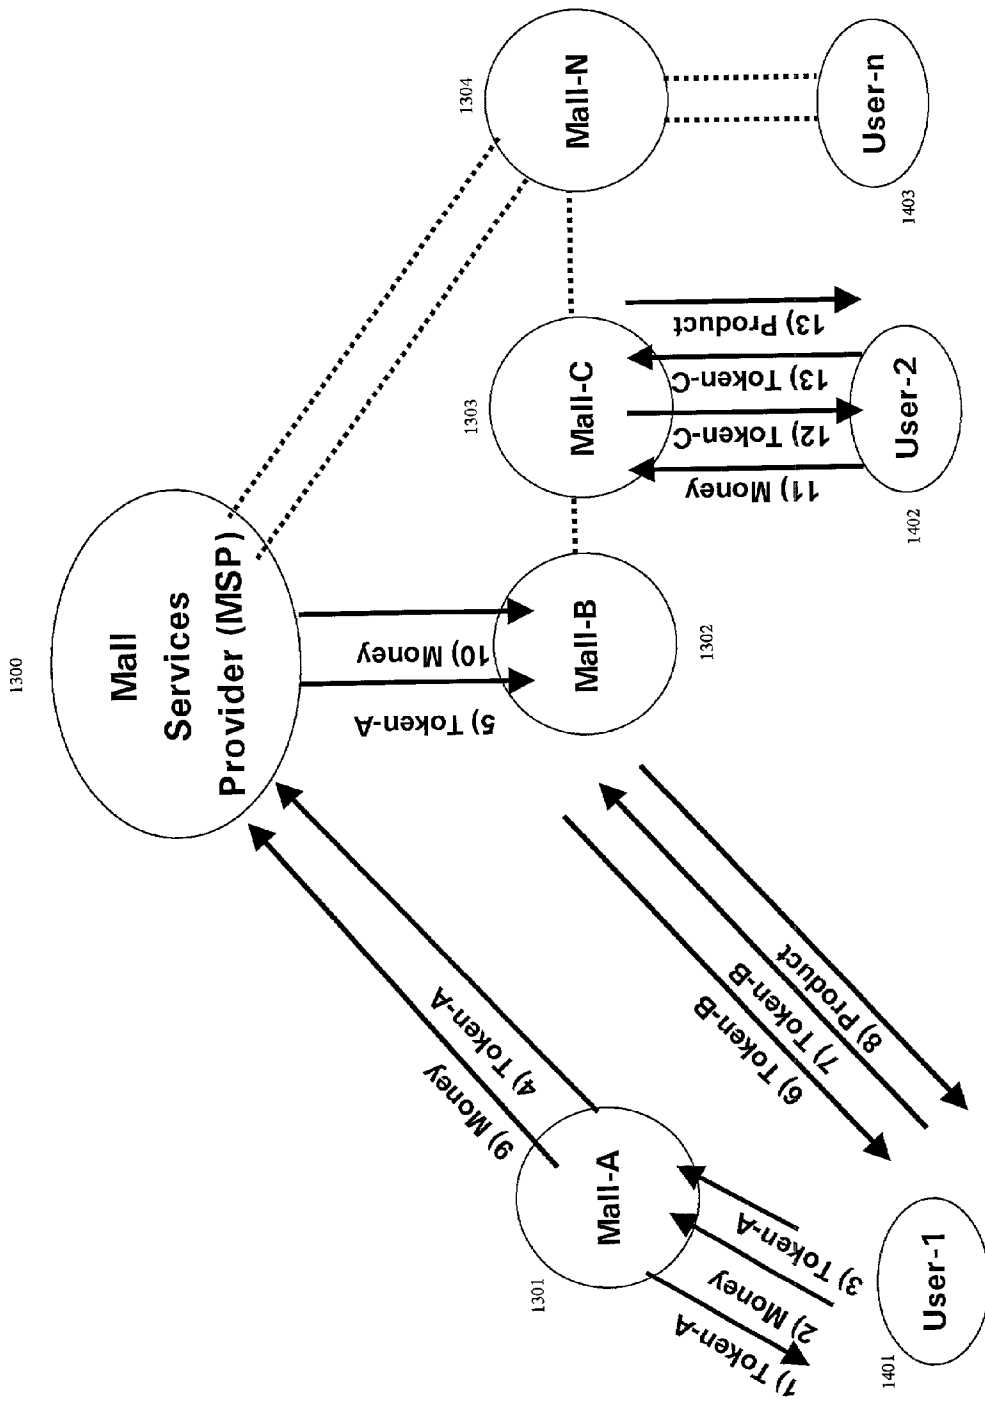 1300
Mall
Services
Provider (MSP)
9) Money
4) Token-A
5) Token-A
10) Money
1301
Mall-A
Mall-B
1302
1303
Mall-C
1304
Mall-N
1) Token-A
2) Money
3) Token-A
6) Token-B
7) Token-B
8) Product
11) Money
12) Token-C
13) Token-C
13) Product
1401
User-1
1402
User-2
1403
User-n